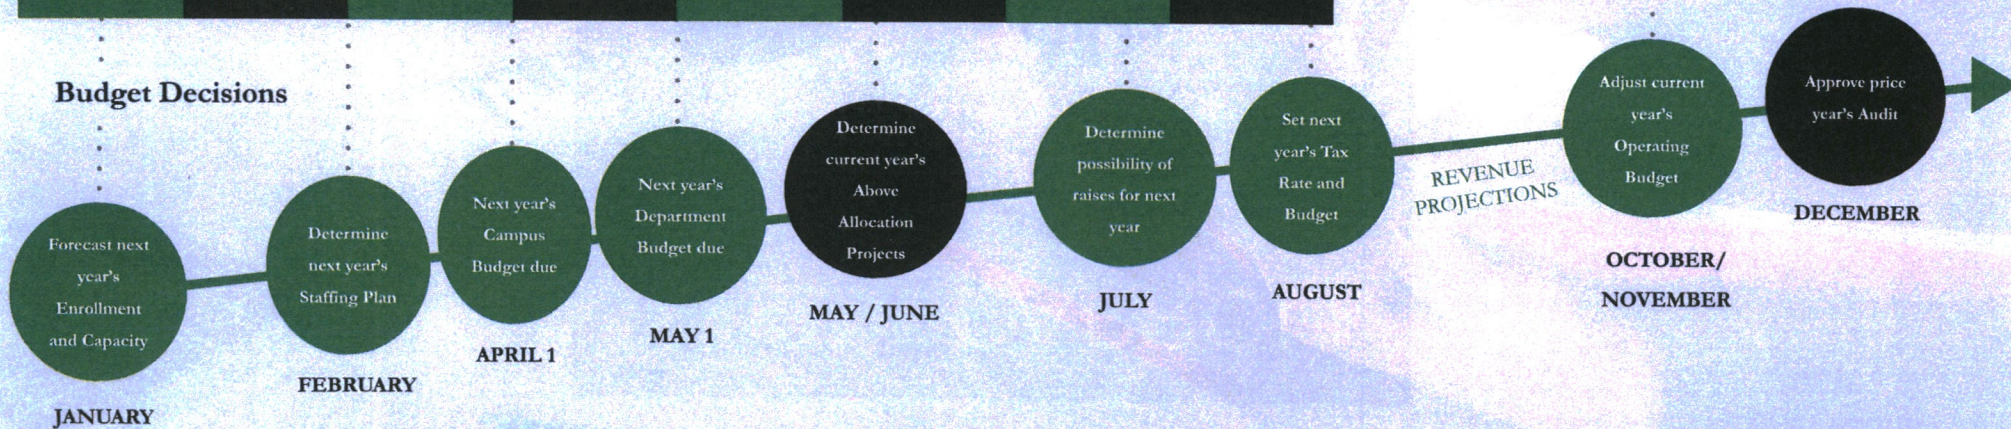 Budget Decisions
Forecast next
year's
Enrollment
and Capacity
JANUARY
Determine
next year's
Staffing Plan
FEBRUARY
Next year's
Campus
Budget due
APRIL 1
Next year's
Department
Budget due
MAY 1
Determine
current year's
Above
Allocation
Projects
MAY / JUNE
Determine
possibility of
raises for next
year
JULY
Set next
year's Tax
Rate and
Budget
AUGUST
REVENUE
PROJECTIONS
Adjust current
year's
Operating
Budget
OCTOBER/
NOVEMBER
Approve price
year's Audit
DECEMBER